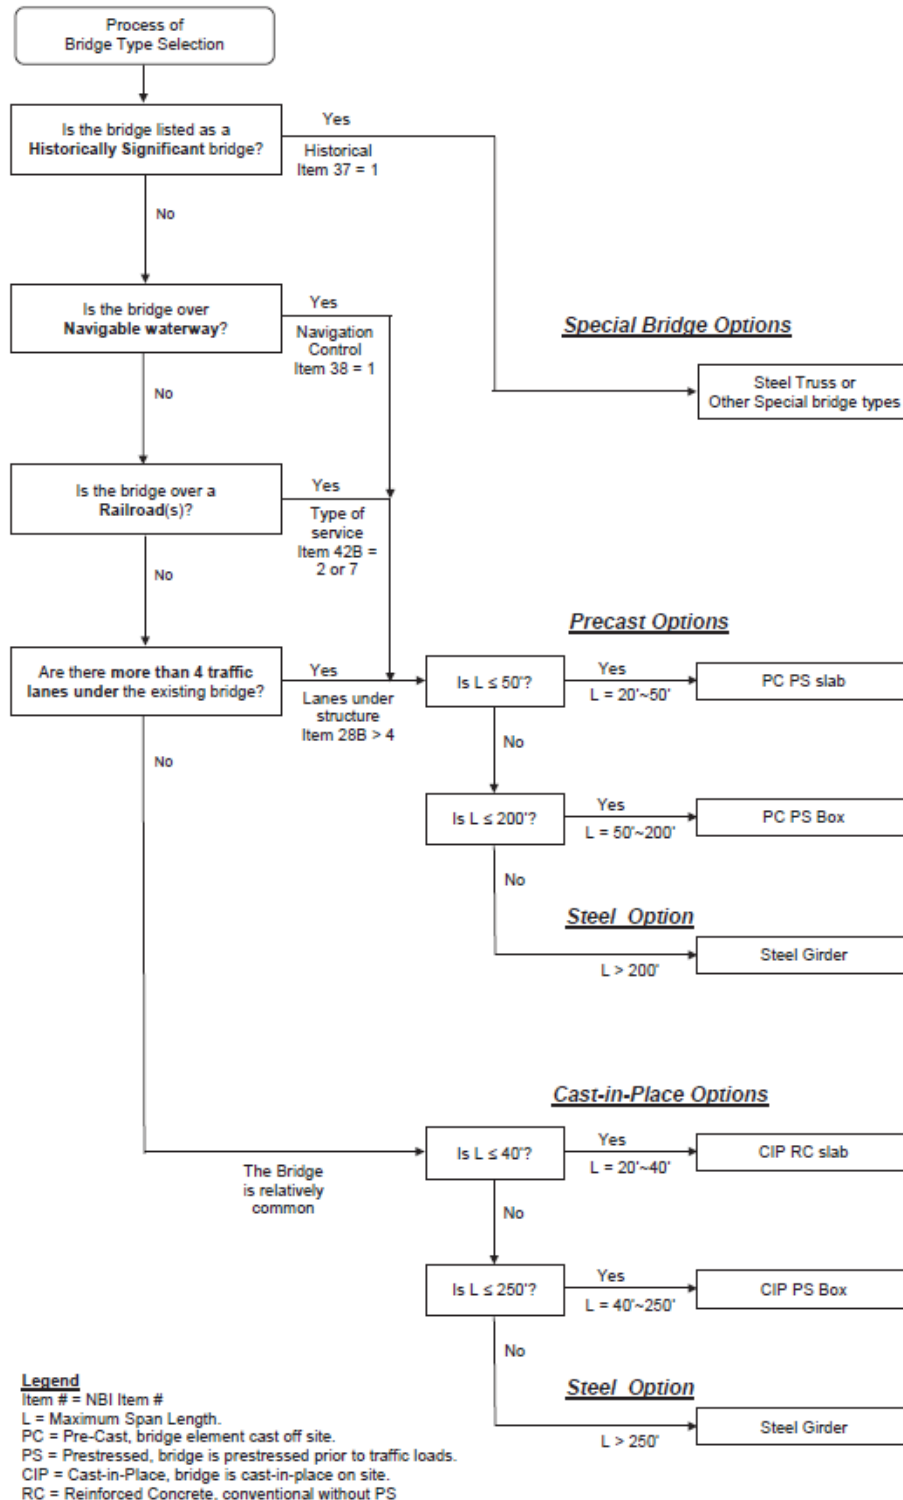 Process of
Bridge Type Selection
Is the bridge listed as a
Historically Significant bridge?
Yes
Historical
Item 37 = 1
No
Is the bridge over
Navigable waterway?
Yes
Navigation
Control
Item 38 = 1
No
Special Bridge Options
Steel Truss or
Other Special bridge types
Is the bridge over a
Railroad(s)?
Yes
Type of
service
Item 42B =
2 or 7
No
Precast Options
Are there more than 4 traffic
lanes under the existing bridge?
Yes
Lanes under
structure
Item 28B > 4
No
Is L ≤ 50'?
Yes
L = 20'~50'
PC PS slab
No
Is L ≤ 200'?
Yes
L = 50'~200'
PC PS Box
No
Steel Option
L > 200'
Steel Girder
Cast-in-Place Options
The Bridge
is relatively
common
Is L ≤ 40'?
Yes
L = 20'~40'
CIP RC slab
No
Is L ≤ 250'?
Yes
L = 40'~250'
CIP PS Box
No
Steel Option
L > 250'
Steel Girder
Legend
Item # = NBI Item #
L = Maximum Span Length.
PC = Pre-Cast, bridge element cast off site.
PS = Prestressed, bridge is prestressed prior to traffic loads.
CIP = Cast-in-Place, bridge is cast-in-place on site.
RC = Reinforced Concrete, conventional without PS